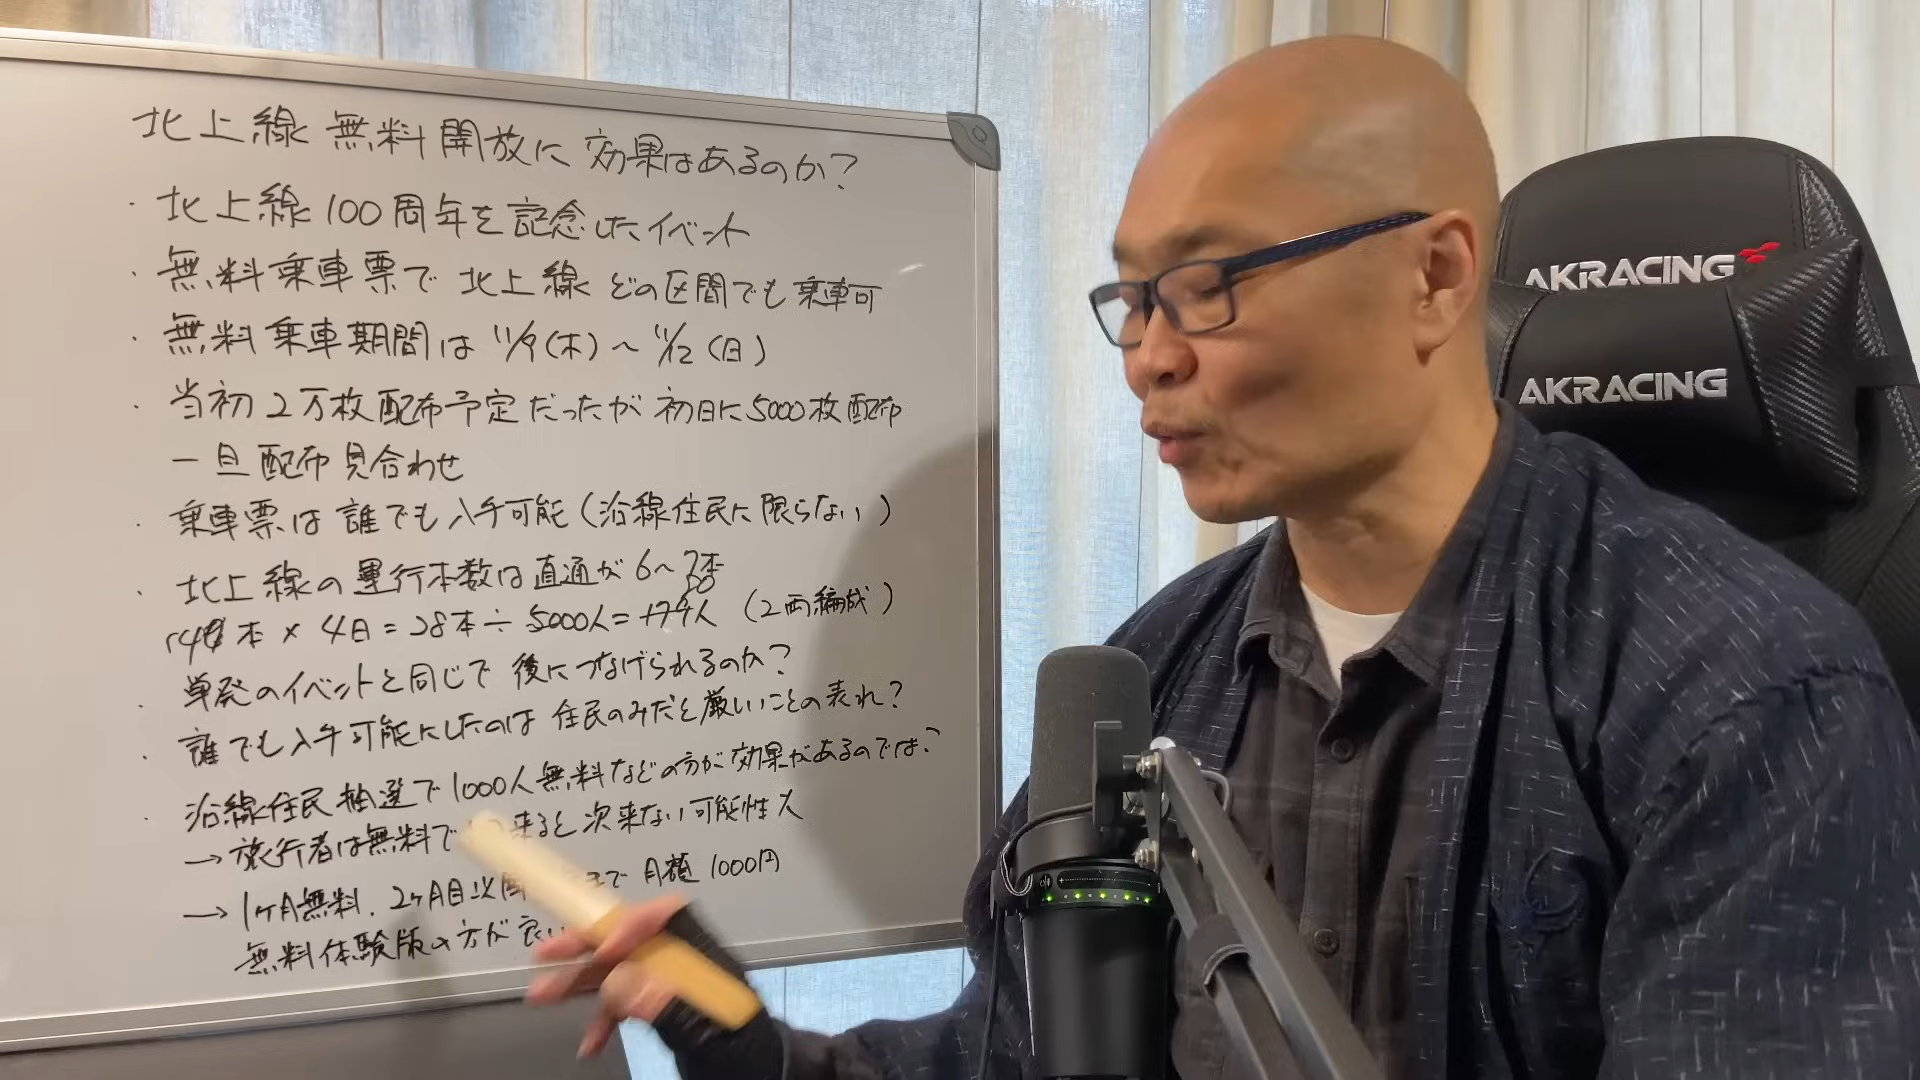 北上線 無料開放に 効果はあるのか?
・北上線100周年を記念したイベント
・無料乗車票で 北上線 どの区間でも乗車可
・無料乗車期間は 11/9(木)～11/12(日)
・当初2万枚配布予定だったが 初日に5000枚配布
一旦配布見合わせ
・乗車票は誰でも入手可能(沿線住民に限らない)
・北上線の運行本数は直通が6～7本
本×4日=28本÷5000人= 人 (2両編成)
・単発のイベントと同じで 後につなげられるのか?
・誰でも入手可能にしたのは 住民のみだと厳しいことの表れ?
・沿線住民 抽選で1000人無料などの方が効果があるのでは?
→旅行者は無料で 来ると次来ない可能性大
→1ヶ月無料.2ヶ月目以 まで 月額1000円
無料体験版の方が良い
AKRACING
AKRACING